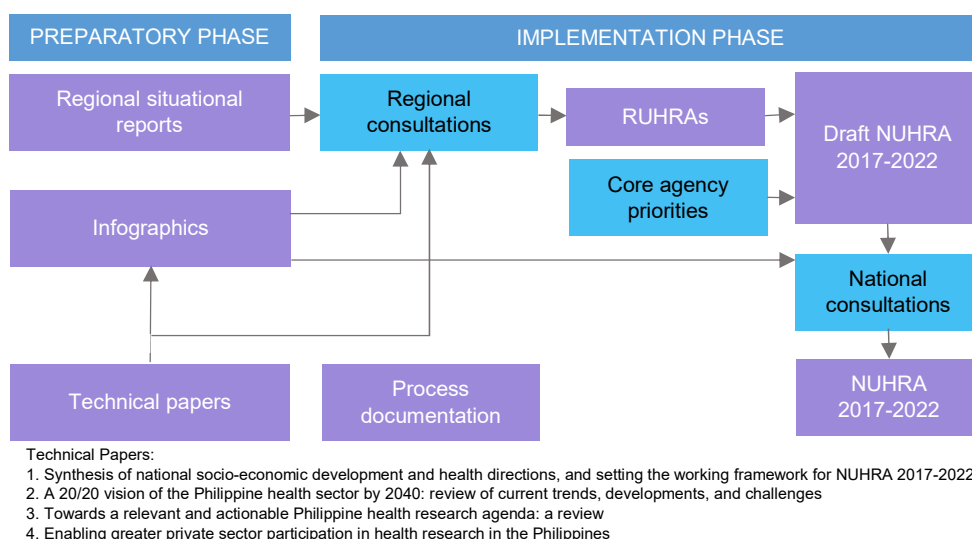 PREPARATORY PHASE
IMPLEMENTATION PHASE
Regional situational
reports
Regional
consultations
RUHRAs
Draft NUHRA
2017-2022
Core agency
priorities
Infographics
National
consultations
Technical papers
Process
documentation
NUHRA
2017-2022
Technical Papers:
1. Synthesis of national socio-economic development and health directions, and setting the working framework for NUHRA 2017-2022
2. A 20/20 vision of the Philippine health sector by 2040: review of current trends, developments, and challenges
3. Towards a relevant and actionable Philippine health research agenda: a review
4. Enabling greater private sector participation in health research in the Philippines